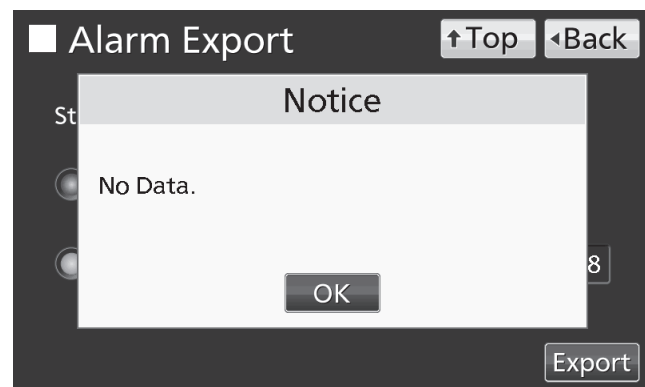 Alarm Export
↑Top
◂Back
Notice
St
No Data.
8
OK
Export